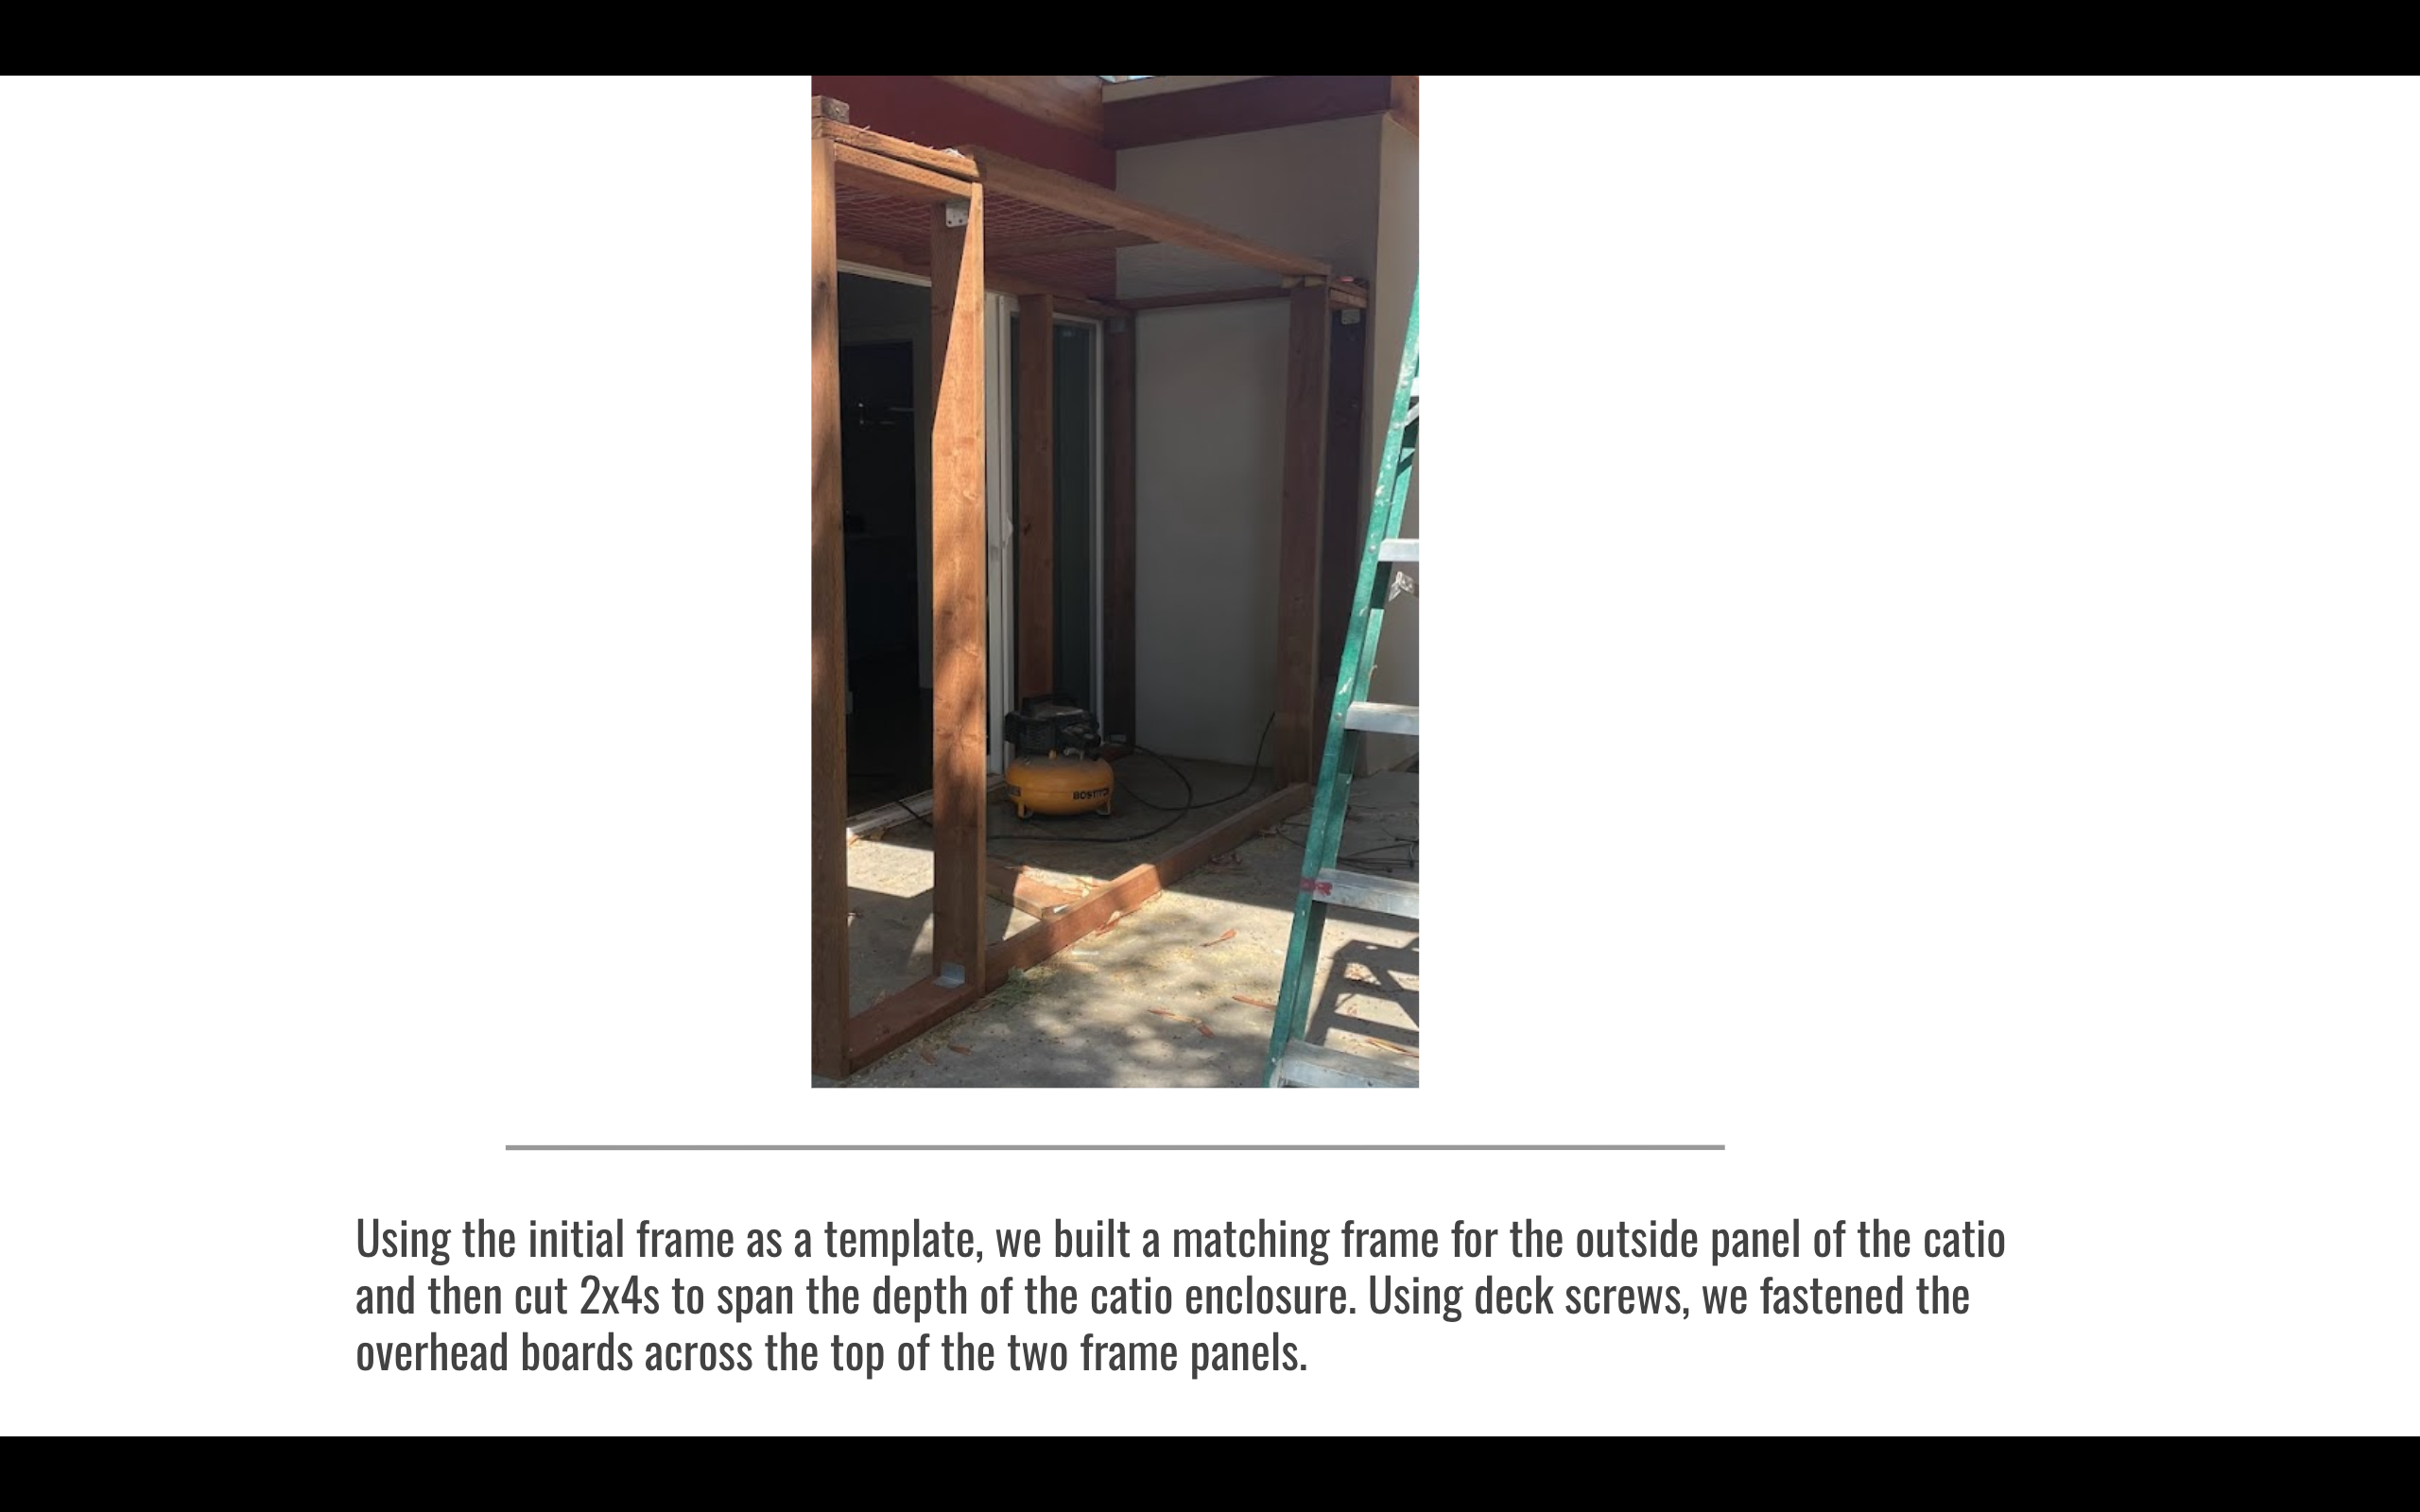 BOSTITCH
Using the initial frame as a template, we built a matching frame for the outside panel of the catio
and then cut 2x4s to span the depth of the catio enclosure. Using deck screws, we fastened the
overhead boards across the top of the two frame panels.